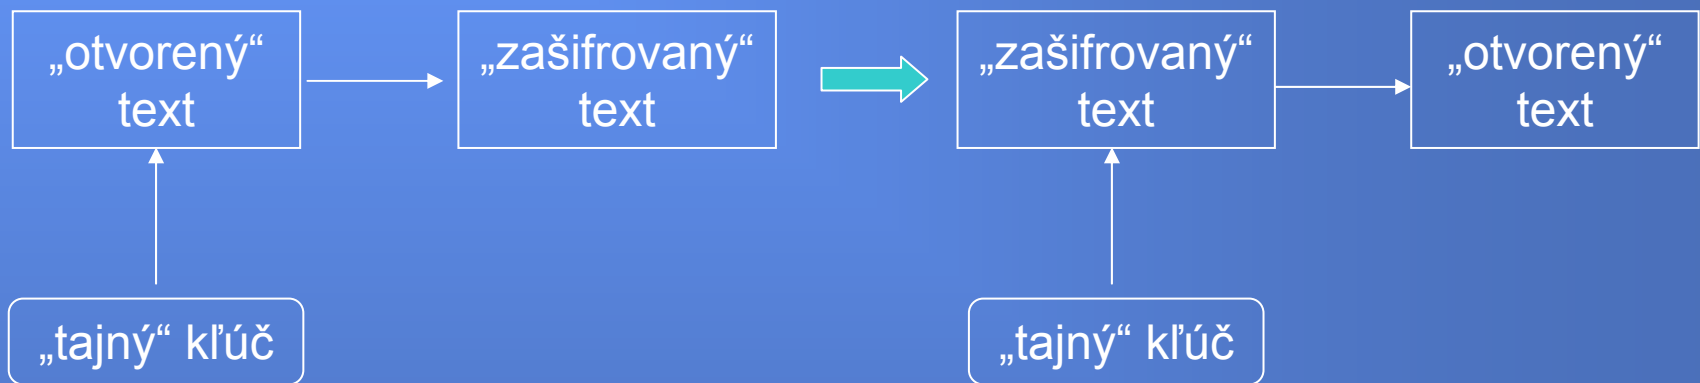 „otvorený“
text
„zašifrovaný“
text
„zašifrovaný“
text
„otvorený“
text
„tajný“ kľúč
„tajný“ kľúč